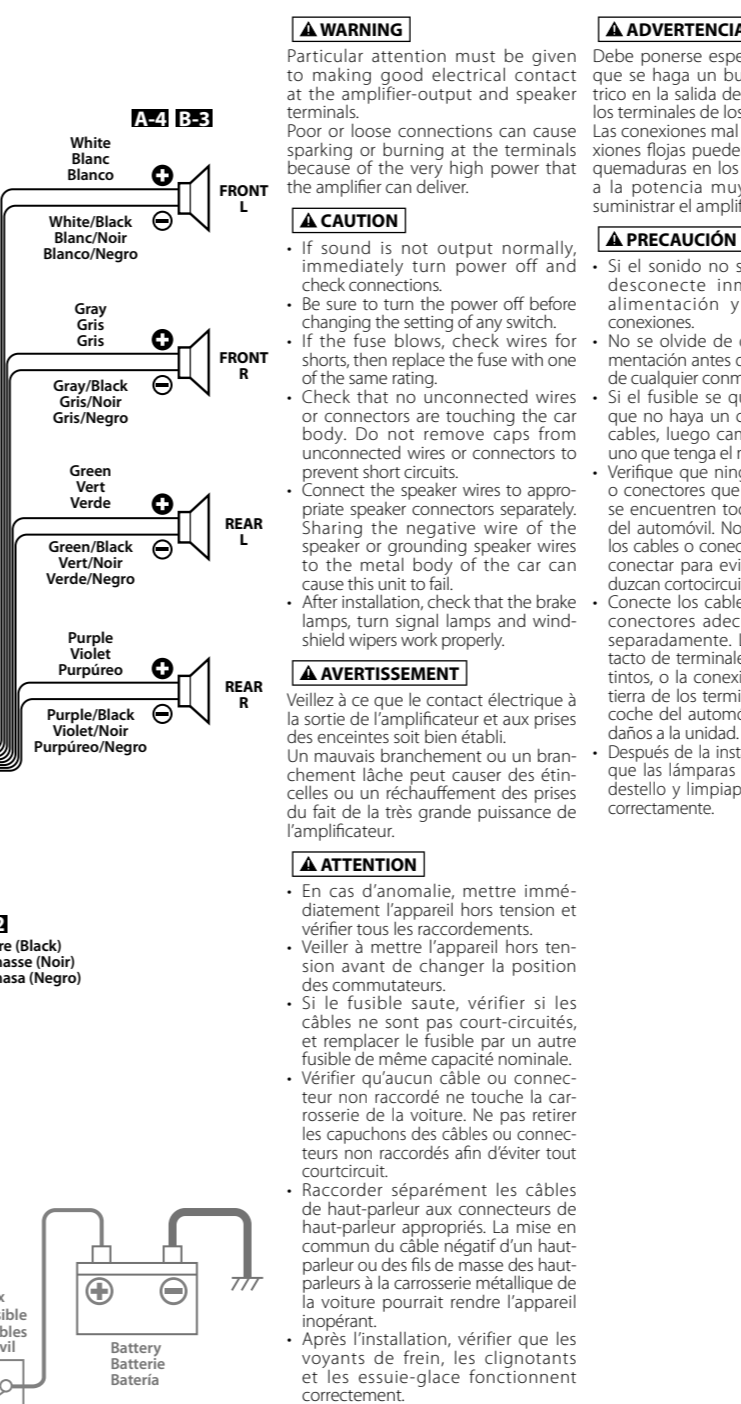 A-4 B-3
White
Blanc
Blanco
FRONT
L
White/Black
Blanc/Noir
Blanco/Negro
Gray
Gris
Gris
FRONT
R
Gray/Black
Gris/Noir
Gris/Negro
Green
Vert
Verde
REAR
L
Green/Black
Vert/Noir
Verde/Negro
Purple
Violet
Purpúreo
REAR
R
Purple/Black
Violet/Noir
Purpúreo/Negro
(Black)
(Noir)
(Negro)
Battery
Batterie
Batería
WARNING
Particular attention must be given
to making good electrical contact
at the amplifier-output and speaker
terminals.
Poor or loose connections can cause
sparking or burning at the terminals
because of the very high power that
the amplifier can deliver.
CAUTION
• If sound is not output normally,
immediately turn power off and
check connections.
• Be sure to turn the power off before
changing the setting of any switch.
• If the fuse blows, check wires for
shorts, then replace the fuse with one
of the same rating.
• Check that no unconnected wires
or connectors are touching the car
body. Do not remove caps from
unconnected wires or connectors to
prevent short circuits.
• Connect the speaker wires to appro-
priate speaker connectors separately.
Sharing the negative wire of the
speaker or grounding speaker wires
to the metal body of the car can
cause this unit to fail.
• After installation, check that the brake
lamps, turn signal lamps and wind-
shield wipers work properly.
AVERTISSEMENT
Veillez à ce que le contact électrique à
la sortie de l’amplificateur et aux prises
des enceintes soit bien établi.
Un mauvais branchement ou un bran-
chement lâche peut causer des étin-
celles ou un réchauffement des prises
du fait de la très grande puissance de
l’amplificateur.
ATTENTION
• En cas d’anomalie, mettre immé-
diatement l’appareil hors tension et
vérifier tous les raccordements.
• Veiller à mettre l’appareil hors ten-
sion avant de changer la position
des commutateurs.
• Si le fusible saute, vérifier si les
câbles ne sont pas court-circuités,
et remplacer le fusible par un autre
fusible de même capacité nominale.
• Vérifier qu’aucun câble ou connec-
teur non raccordé ne touche la car-
rosserie de la voiture. Ne pas retirer
les capuchons des câbles ou connec-
teurs non raccordés afin d’éviter tout
courtcircuit.
• Raccorder séparément les câbles
de haut-parleur aux connecteurs de
haut-parleur appropriés. La mise en
commun du câble négatif d’un haut-
parleur ou des fils de masse des haut-
parleurs à la carrosserie métallique de
la voiture pourrait rendre l’appareil
inopérant.
• Après l’installation, vérifier que les
voyants de frein, les clignotants
et les essuie-glace fonctionnent
correctement.
ADVERTENCIA
Debe ponerse
que se haga un
trico en la salida de
los terminales de los
Las conexiones mal
xiones flojas
quemaduras en los
a la potencia muy
suministrar el
PRECAUCIÓN
• Si el sonido no
desconecte
alimentación y
conexiones.
• No se olvide de
mentación antes
de cualquier
• Si el fusible se
que no haya un
cables, luego
uno que tenga el
• Verifique que
o conectores que
se encuentren
del automóvil. No
los cables o
conectar para
duzcan
• Conecte los
conectores
separadamente.
tacto de
tintos, o la
tierra de los
coche del
daños a la unidad.
• Después de la
que las lámparas
destello y
correctamente.